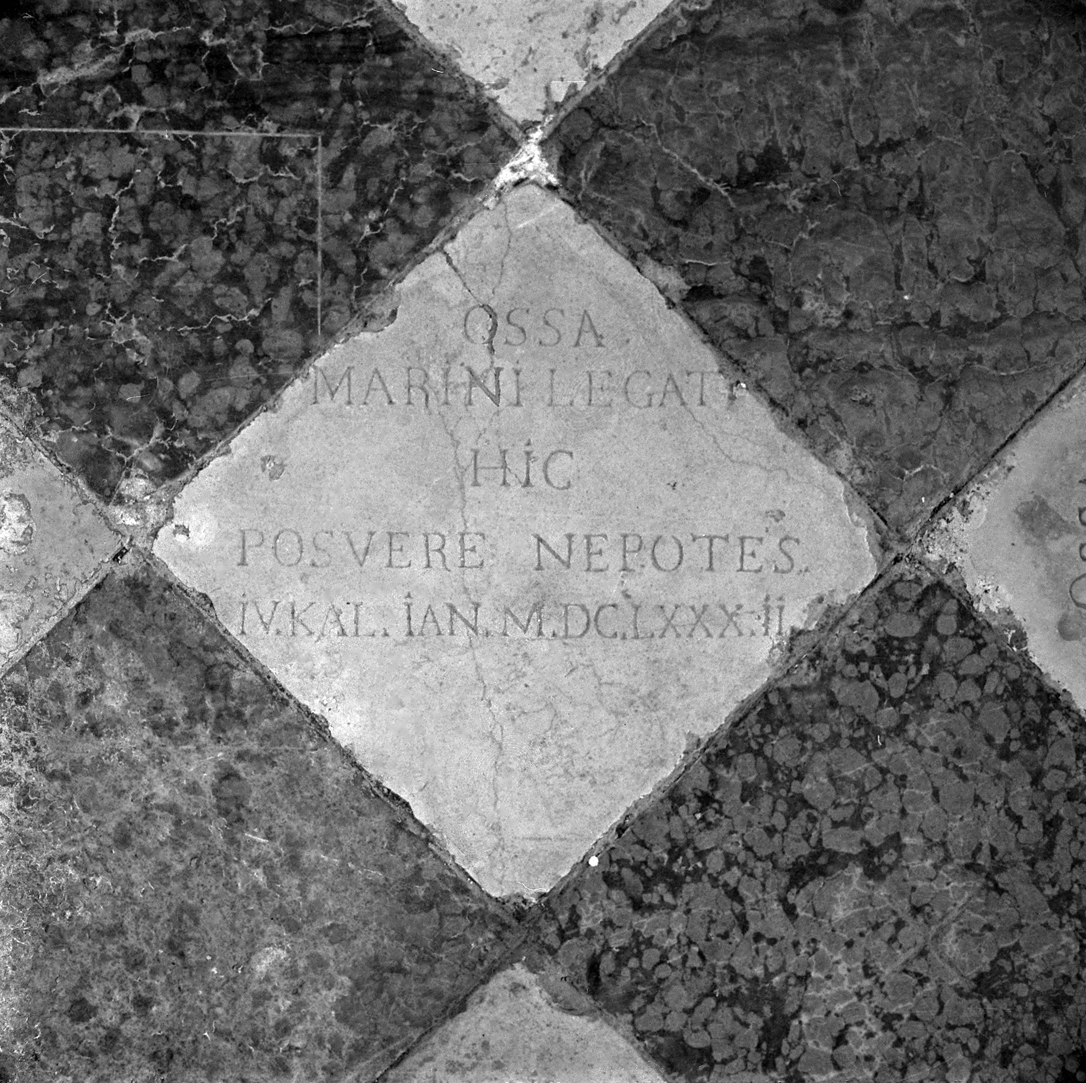 OSSA
MARINI LEGATI
HIC
POSVERE NEPOTES.
IV.KAL. IAN. M.DC.LXXX.II.